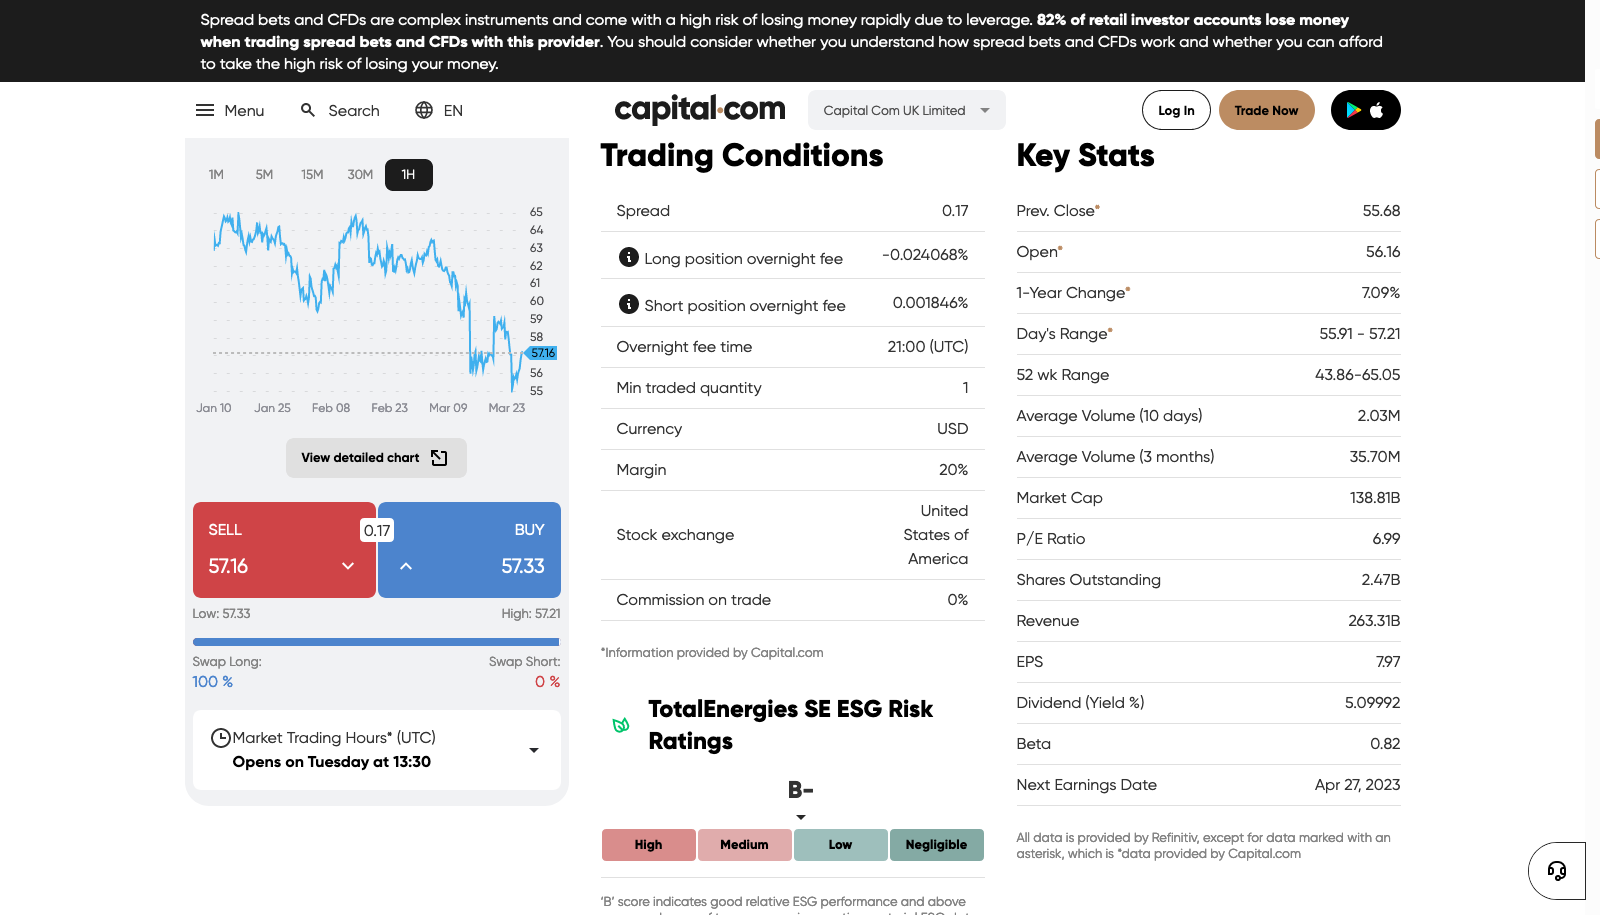 Spread bets and CFDs are complex instruments and come with a high risk of losing money rapidly due to leverage. 82% of retail investor accounts lose money
when trading spread bets and CFDs with this provider. You should consider whether you understand how spread bets and CFDs work and whether you can afford
to take the high risk of losing your money.
Menu Search EN capital.com Capital Com UK Limited Log In Trade Now
1M 5M 15M 30M 1H
65
64
63
62
61
60
59
58
57.16
56
55
Jan 10 Jan 25 Feb 08 Feb 23 Mar 09 Mar 23
View detailed chart
SELL 0.17 BUY
57.16 57.33
Low: 57.33 High: 57.21
Swap Long: Swap Short:
100 % 0 %
Market Trading Hours* (UTC)
Opens on Tuesday at 13:30
Trading Conditions
Spread 0.17
Long position overnight fee -0.024068%
Short position overnight fee 0.001846%
Overnight fee time 21:00 (UTC)
Min traded quantity 1
Currency USD
Margin 20%
Stock exchange United
States of
America
Commission on trade 0%
*Information provided by Capital.com
TotalEnergies SE ESG Risk
Ratings
B-
High Medium Low Negligible
'B' score indicates good relative ESG performance and above
Key Stats
Prev. Close* 55.68
Open* 56.16
1-Year Change* 7.09%
Day's Range* 55.91 - 57.21
52 wk Range 43.86-65.05
Average Volume (10 days) 2.03M
Average Volume (3 months) 35.70M
Market Cap 138.81B
P/E Ratio 6.99
Shares Outstanding 2.47B
Revenue 263.31B
EPS 7.97
Dividend (Yield %) 5.09992
Beta 0.82
Next Earnings Date Apr 27, 2023
All data is provided by Refinitiv, except for data marked with an
asterisk, which is *data provided by Capital.com